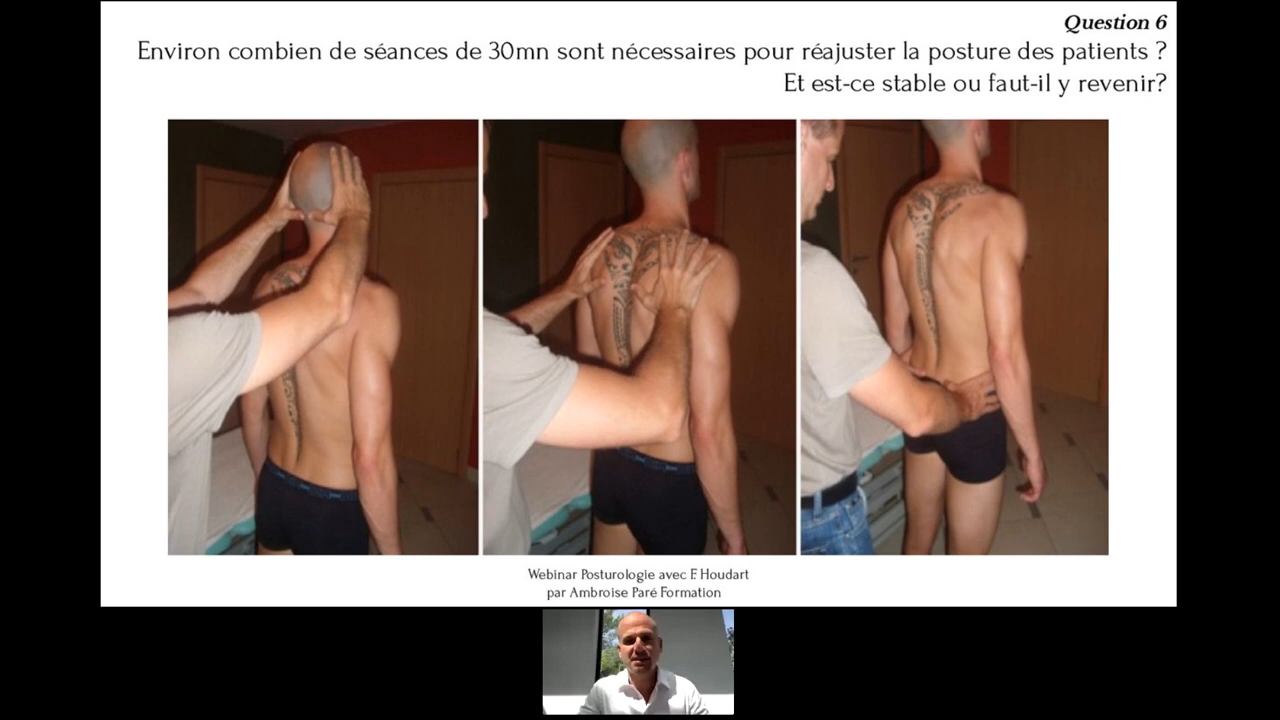 Question 6
Environ combien de séances de 30mn sont nécessaires pour réajuster la posture des patients ?
Et est-ce stable ou faut-il y revenir?
Webinar Posturologie avec F. Houdart
par Ambroise Paré Formation